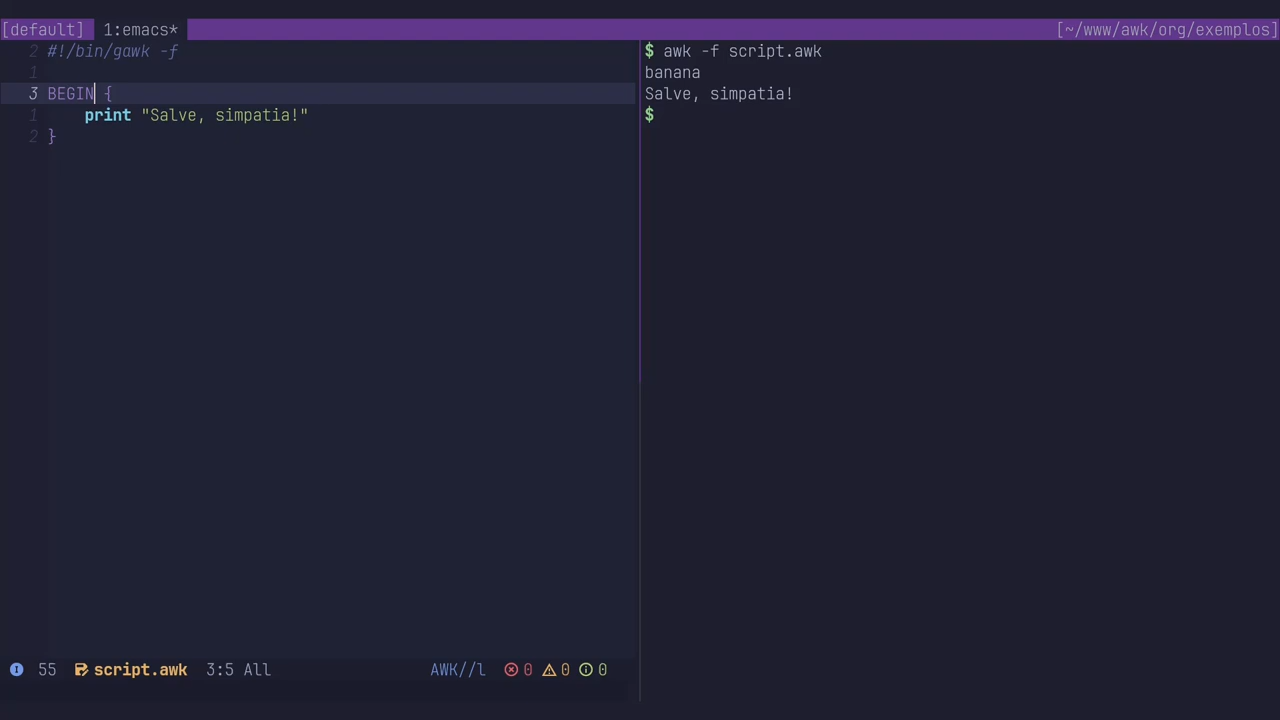 [default] 1:emacs* [~/www/awk/org/exemplos]
2 #!/bin/gawk -f
1
3 BEGIN {
1 print "Salve, simpatia!"
2 }
55 script.awk 3:5 All AWK//l 0 0 0
$ awk -f script.awk
banana
Salve, simpatia!
$